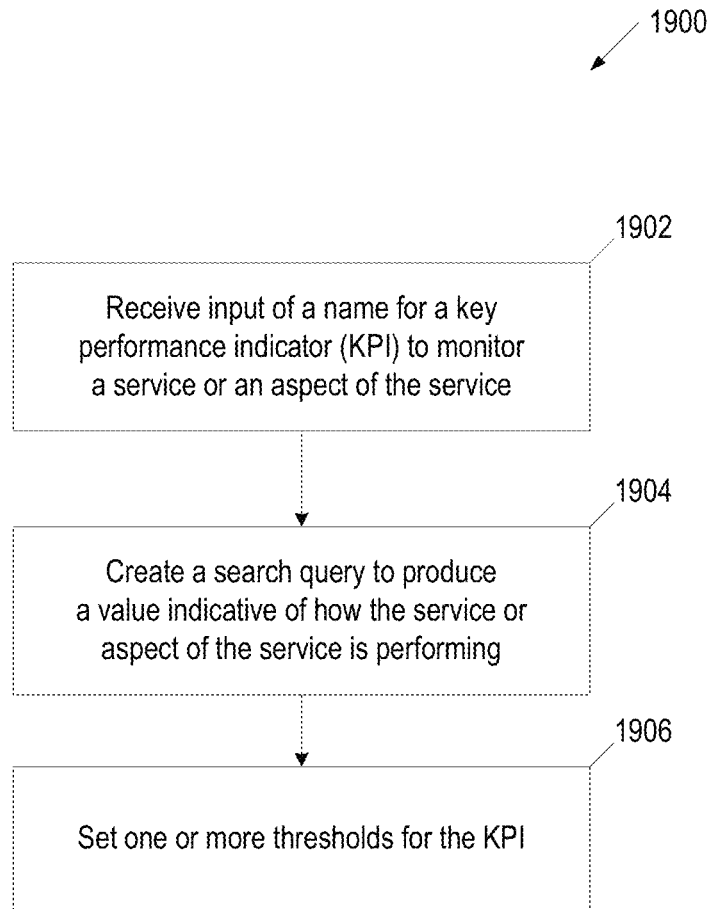 1900
1902
Receive input of a name for a key
performance indicator (KPI) to monitor
a service or an aspect of the service
1904
Create a search query to produce
a value indicative of how the service or
aspect of the service is performing
1906
Set one or more thresholds for the KPI